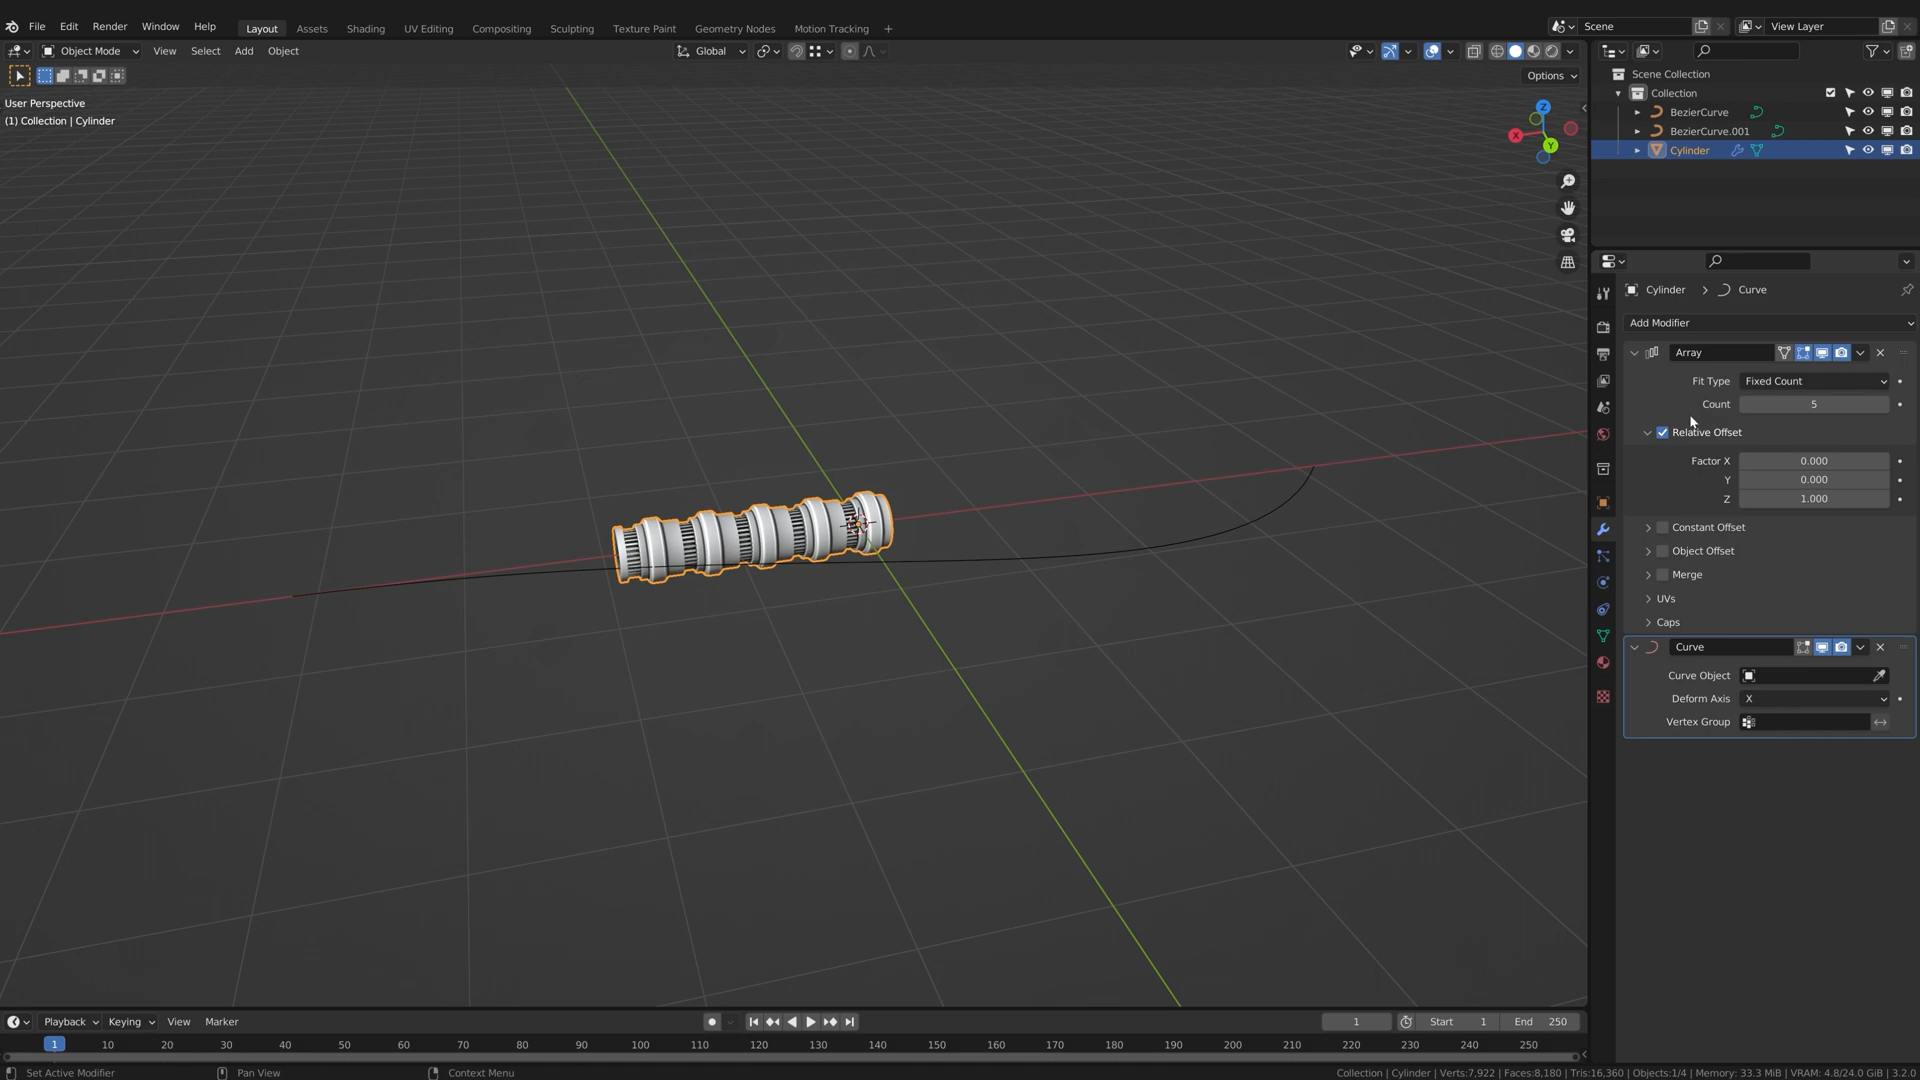 File Edit Render Window Help Layout Assets Shading UV Editing Compositing Sculpting Texture Paint Geometry Nodes Motion Tracking + Scene View Layer
Object Mode View Select Add Object Global
Options
User Perspective
(1) Collection | Cylinder
Z
X
Y
Scene Collection
Collection
BezierCurve
BezierCurve.001
Cylinder
Cylinder > Curve
Add Modifier
Array
Fit Type Fixed Count
Count 5
Relative Offset
Factor X 0.000
Y 0.000
Z 1.000
Constant Offset
Object Offset
Merge
UVs
Caps
Curve
Curve Object
Deform Axis X
Vertex Group
Playback Keying View Marker 1 Start 1 End 250
1 10 20 30 40 50 60 70 80 90 100 110 120 130 140 150 160 170 180 190 200 210 220 230 240 250
Set Active Modifier Pan View Context Menu Collection | Cylinder | Verts:7,922 | Faces:8,180 | Tris:16,360 | Objects:1/4 | Memory: 33.3 MiB | VRAM: 4.8/24.0 GiB | 3.2.0